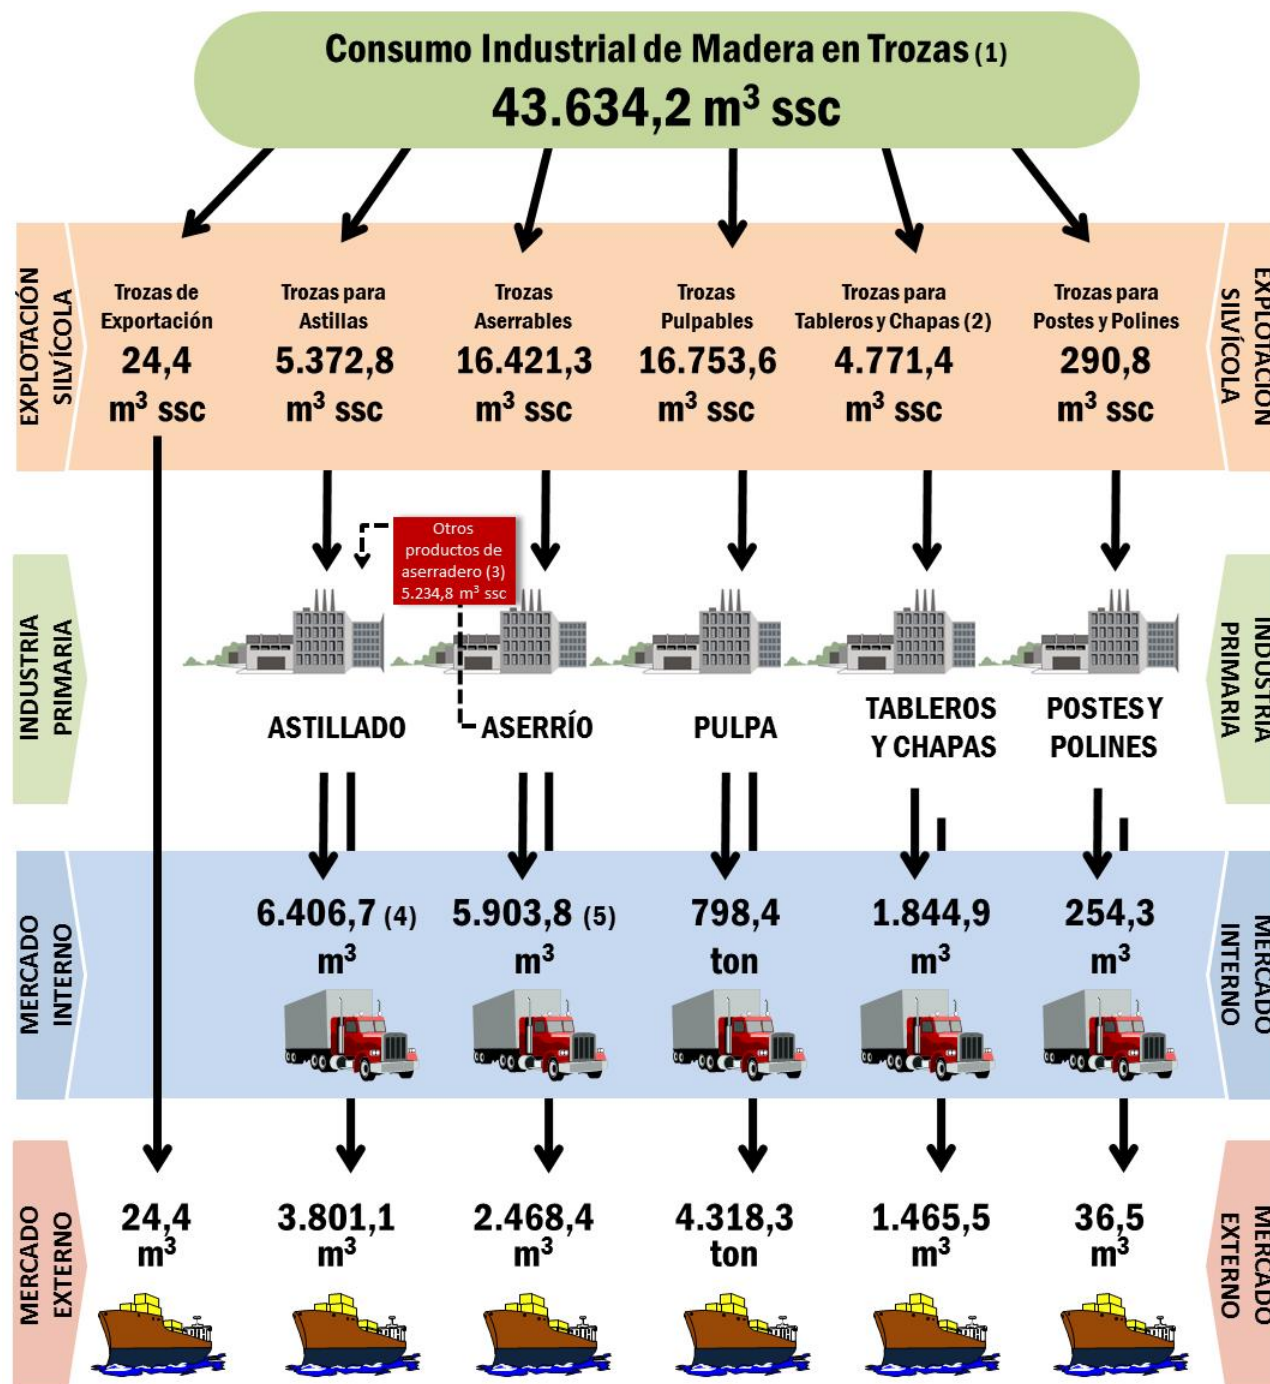 Consumo Industrial de Madera en Trozas (1)
43.634,2 m³ ssc
EXPLOTACIÓN
SILVÍCOLA
Trozas de
Exportación
24,4
m³ ssc
Trozas para
Astillas
5.372,8
m³ ssc
Trozas
Aserrables
16.421,3
m³ ssc
Trozas
Pulpables
16.753,6
m³ ssc
Trozas para
Tableros y Chapas (2)
4.771,4
m³ ssc
Trozas para
Postes y Polines
290,8
m³ ssc
EXPLOTACIÓN
SILVÍCOLA
Otros
productos de
aserradero (3)
5.234,8 m³ ssc
INDUSTRIA
PRIMARIA
ASTILLADO
ASERRÍO
PULPA
TABLEROS
Y CHAPAS
POSTES Y
POLINES
INDUSTRIA
PRIMARIA
MERCADO
INTERNO
6.406,7 (4)
m³
5.903,8 (5)
m³
798,4
ton
1.844,9
m³
254,3
m³
MERCADO
INTERNO
MERCADO
EXTERNO
24,4
m³
3.801,1
m³
2.468,4
m³
4.318,3
ton
1.465,5
m³
36,5
m³
MERCADO
EXTERNO